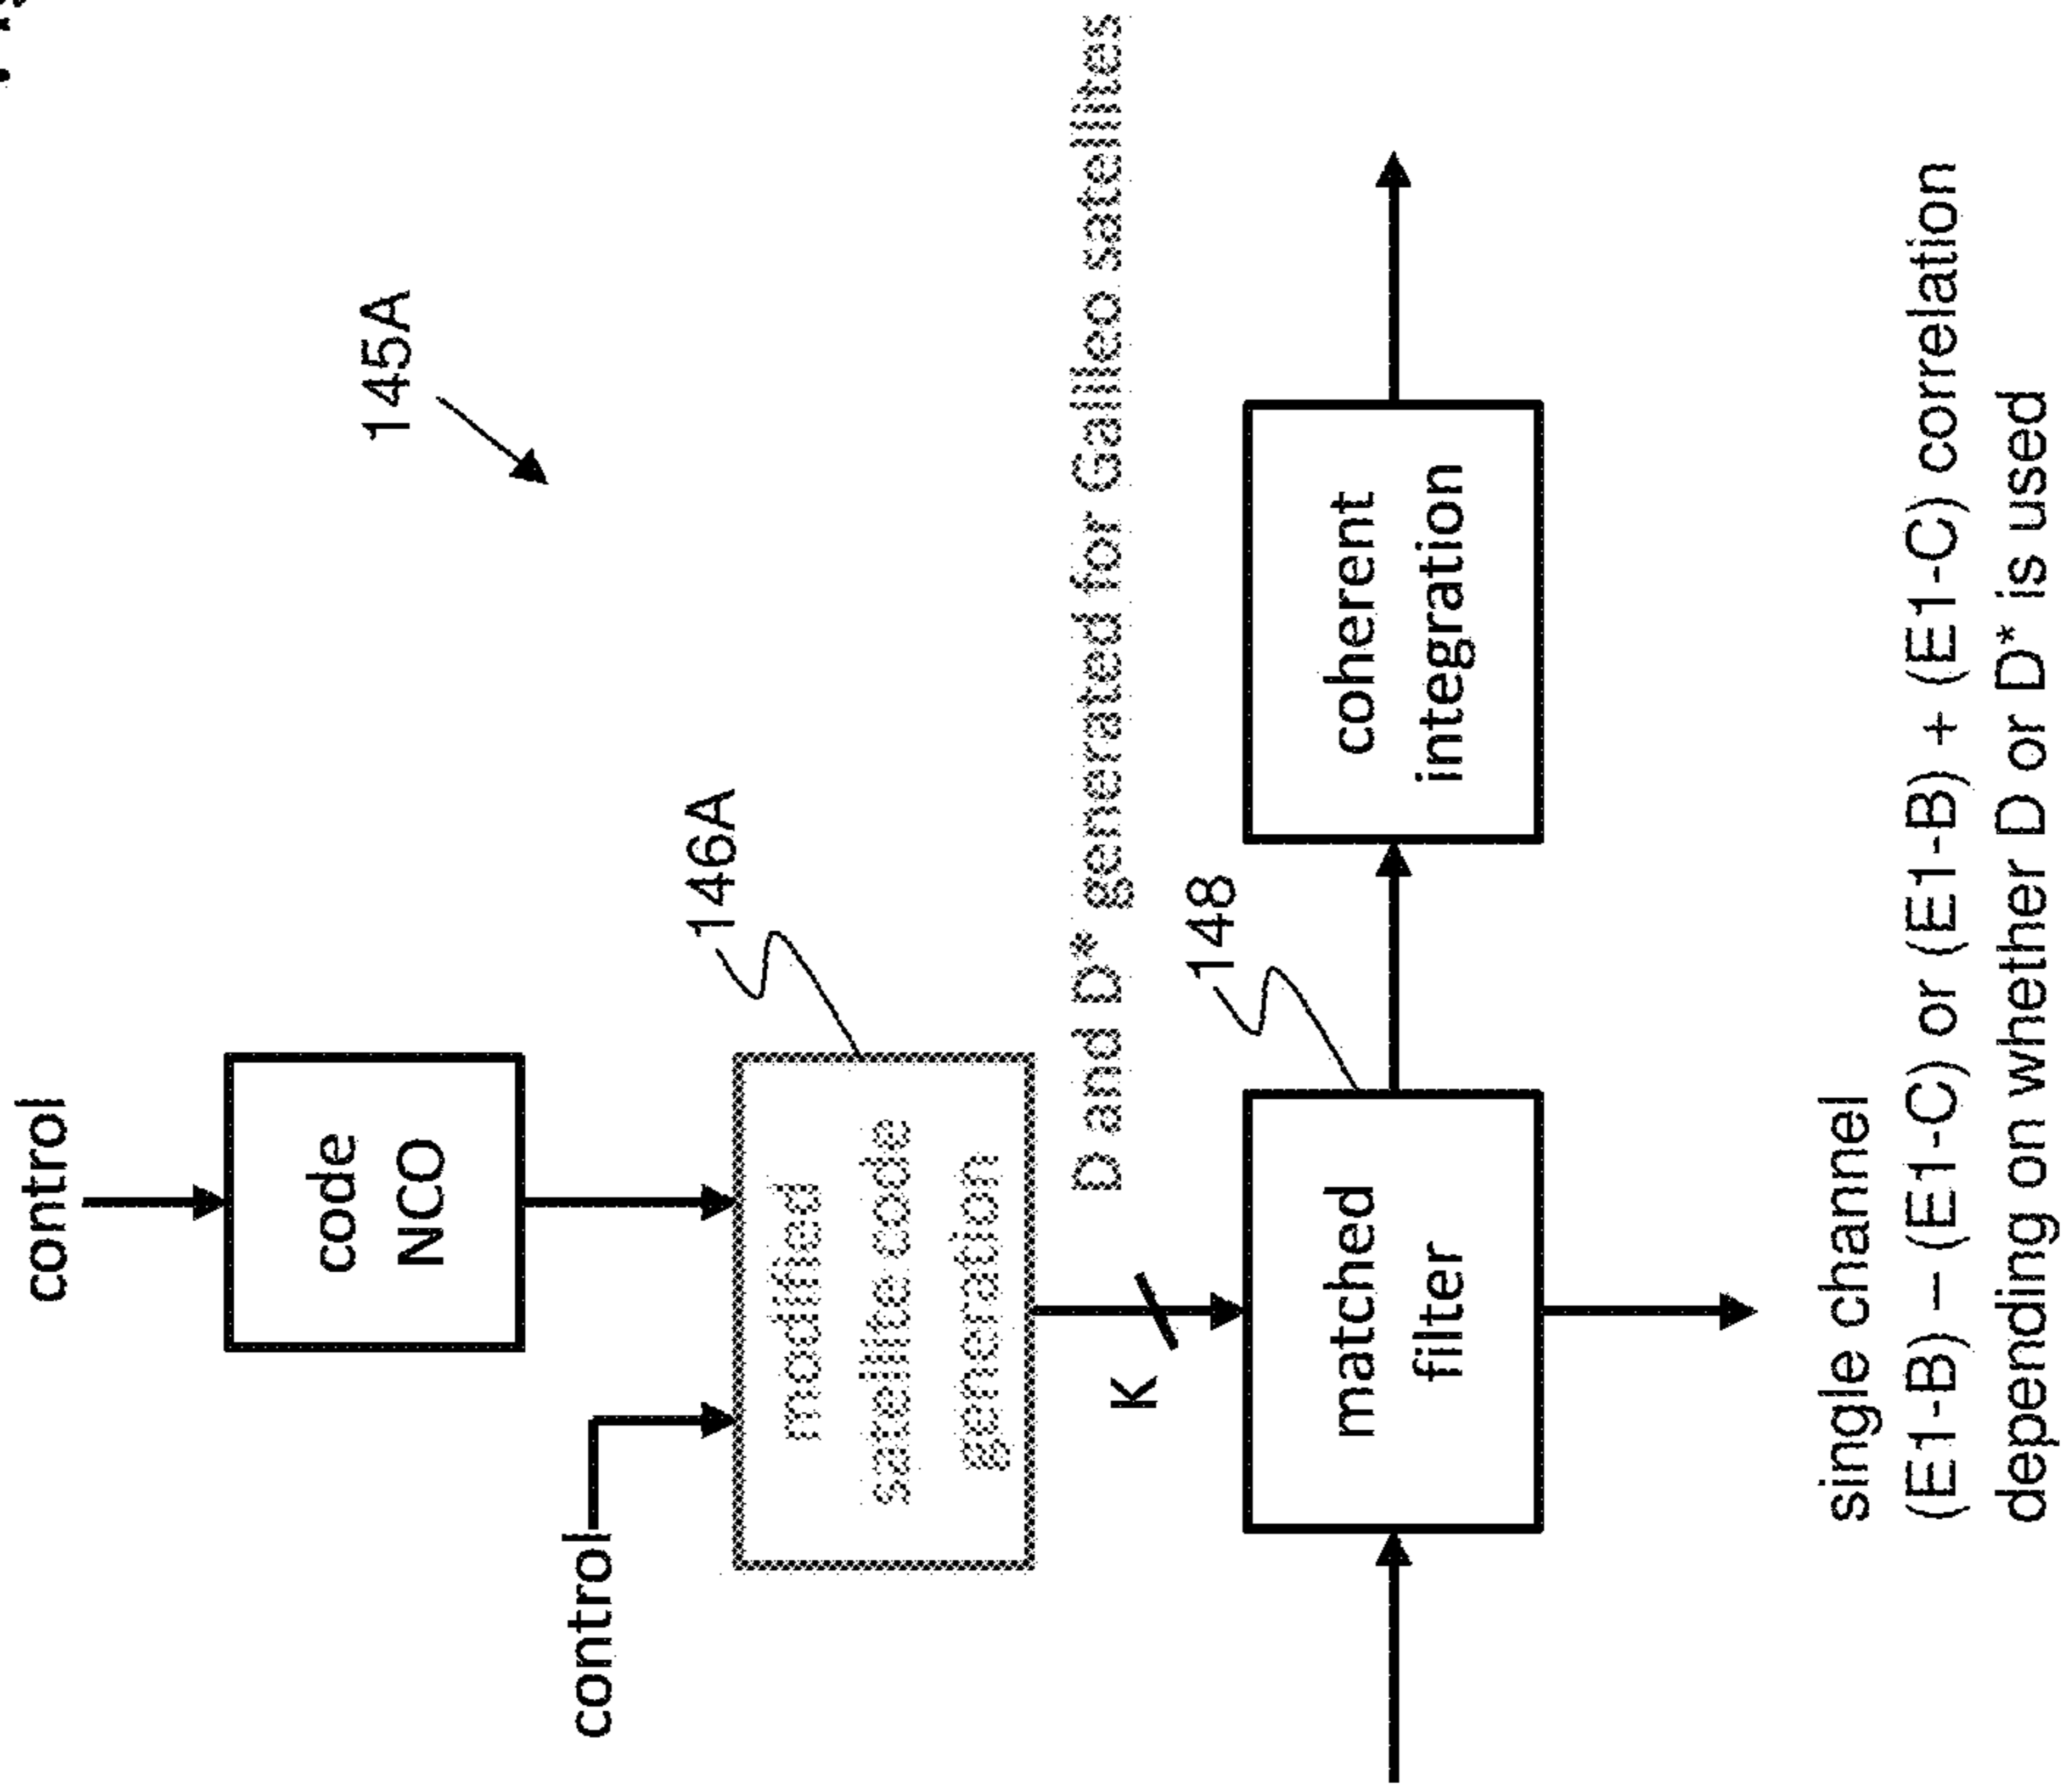 control
code
NCO
145A
control
modified
satellite code
generation
146A
D and D* generated for Galileo satellites
K
148
matched
filter
coherent
integration
single channel
(E1-B) – (E1-C) or (E1-B) + (E1-C) correlation
depending on whether D or D* is used